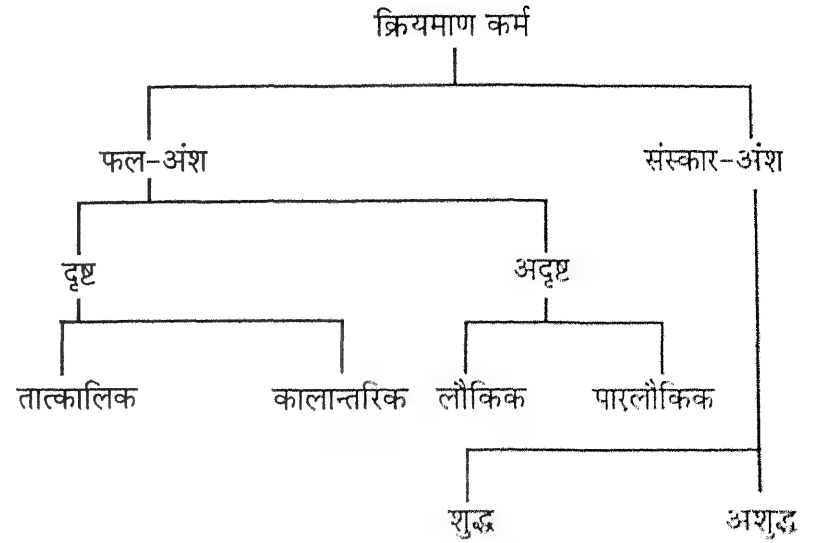 क्रियमाण कर्म
फल-अंश संस्कार-अंश
दृष्ट अदृष्ट
तात्कालिक कालान्तरिक लौकिक पारलौकिक
शुद्ध अशुद्ध